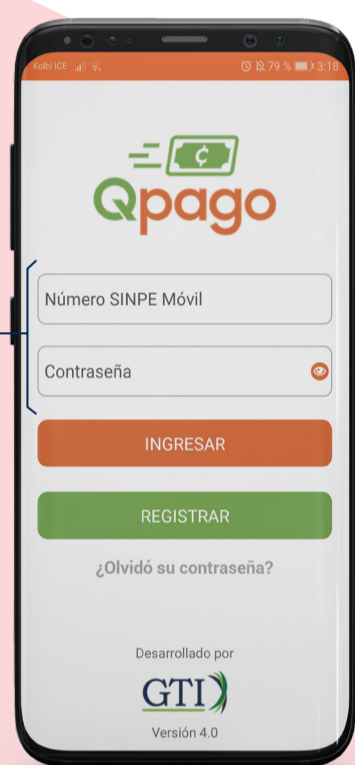 Kolbi ICE 79 % 3:18
¢
Qpago
Número SINPE Móvil
Contraseña
INGRESAR
REGISTRAR
¿Olvidó su contraseña?
Desarrollado por
GTI
Versión 4.0